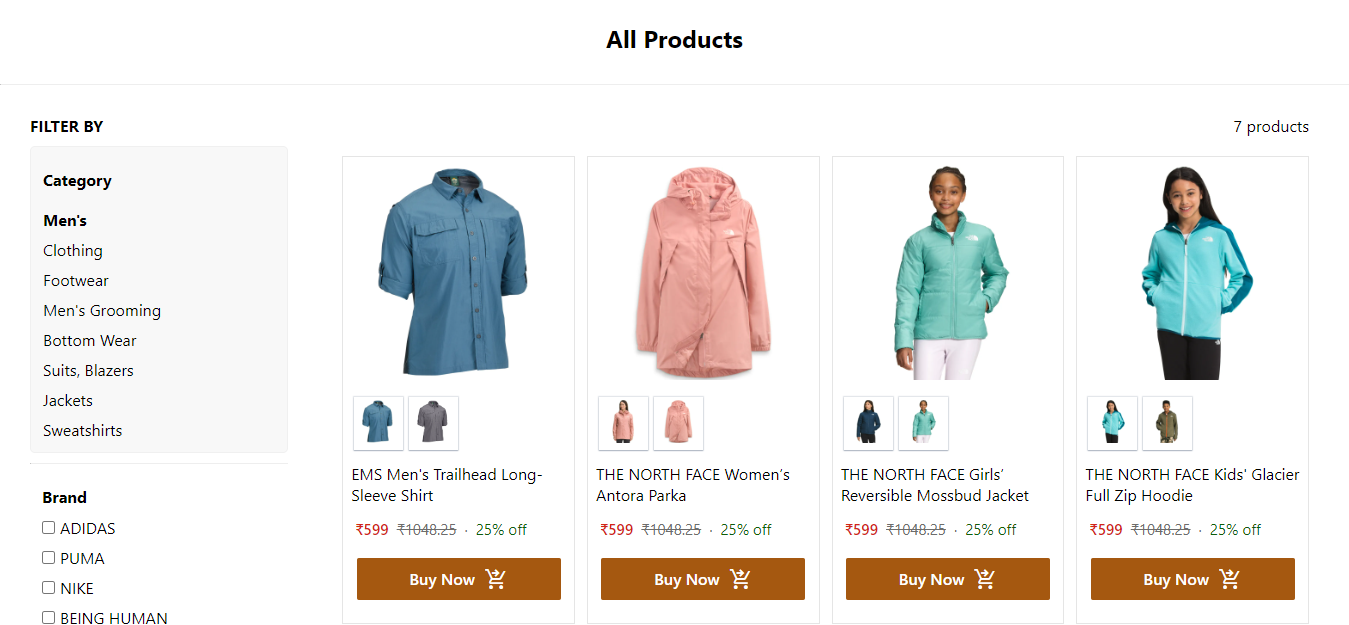 All Products
FILTER BY
7 products
Category
Men's
Clothing
Footwear
Men's Grooming
Bottom Wear
Suits, Blazers
Jackets
Sweatshirts
Brand
ADIDAS
PUMA
NIKE
BEING HUMAN
EMS Men's Trailhead Long-
Sleeve Shirt
₹599 ₹1048.25 · 25% off
Buy Now
THE NORTH FACE Women’s
Antora Parka
₹599 ₹1048.25 · 25% off
Buy Now
THE NORTH FACE Girls’
Reversible Mossbud Jacket
₹599 ₹1048.25 · 25% off
Buy Now
THE NORTH FACE Kids' Glacier
Full Zip Hoodie
₹599 ₹1048.25 · 25% off
Buy Now